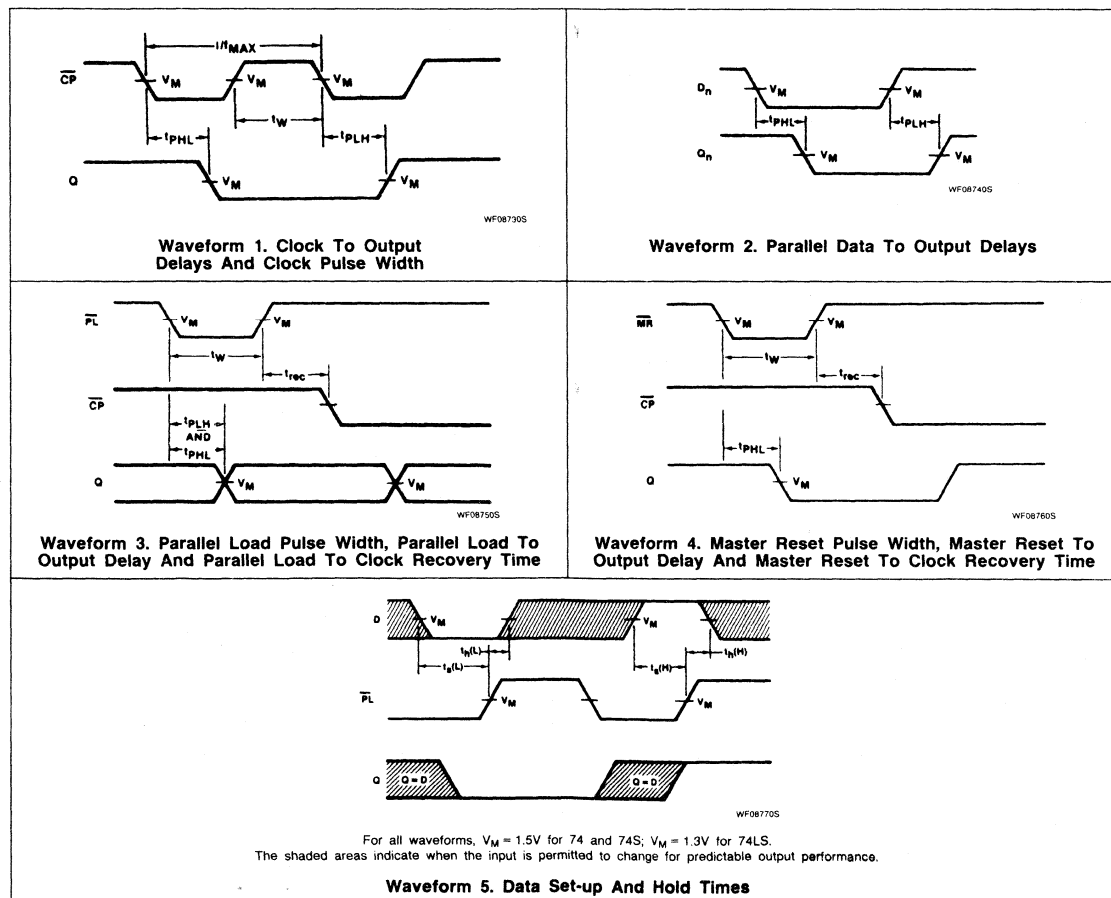 l/fMAX
CP
VM
VM
VM
tW
tPHL
tPLH
Q
VM
VM
WF08730S
Waveform 1. Clock To Output
Delays And Clock Pulse Width
Dn
VM
VM
tPHL
tPLH
Qn
VM
VM
WF08740S
Waveform 2. Parallel Data To Output Delays
PL
VM
VM
tW
trec
CP
tPLH
AND
tPHL
Q
VM
VM
WF08750S
Waveform 3. Parallel Load Pulse Width, Parallel Load To
Output Delay And Parallel Load To Clock Recovery Time
MR
VM
VM
tW
trec
CP
tPHL
Q
VM
WF08760S
Waveform 4. Master Reset Pulse Width, Master Reset To
Output Delay And Master Reset To Clock Recovery Time
D
VM
VM
th(L)
th(H)
ts(L)
ts(H)
PL
VM
VM
Q
Q = D
Q = D
WF08770S
For all waveforms, VM = 1.5V for 74 and 74S; VM = 1.3V for 74LS.
The shaded areas indicate when the input is permitted to change for predictable output performance.
Waveform 5. Data Set-up And Hold Times